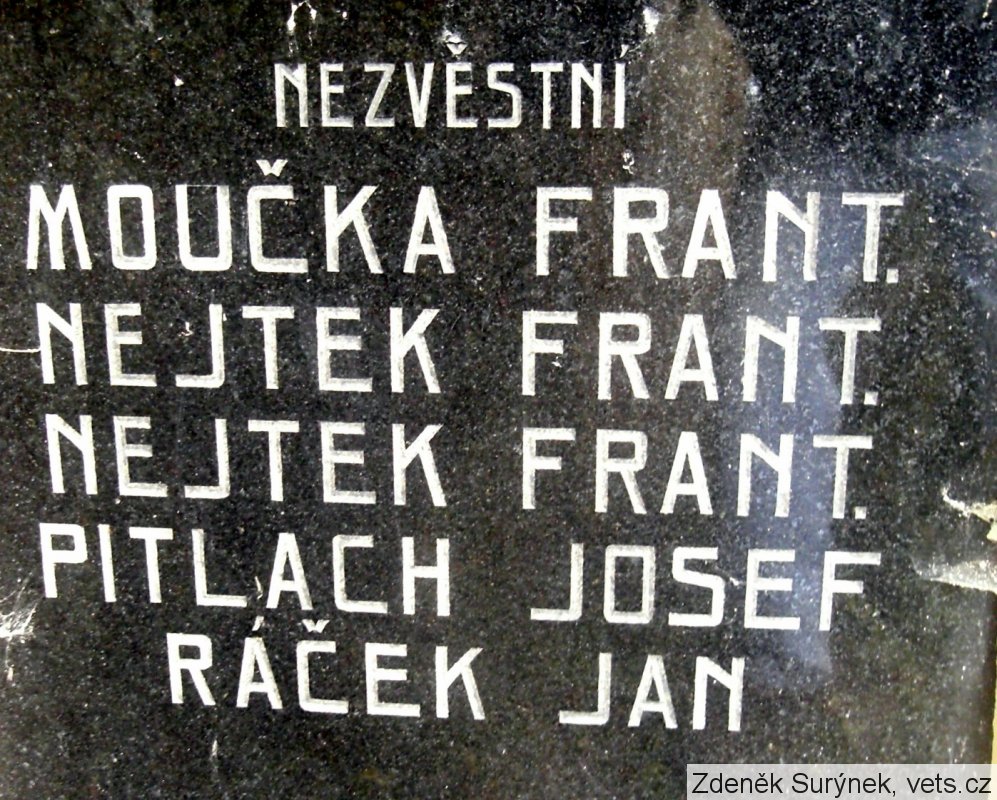 NEZVĚSTNÍ
MOUČKA FRANT.
NEJTEK FRANT.
NEJTEK FRANT.
PITLACH JOSEF
RÁČEK JAN
Zdeněk Surýnek, vets.cz